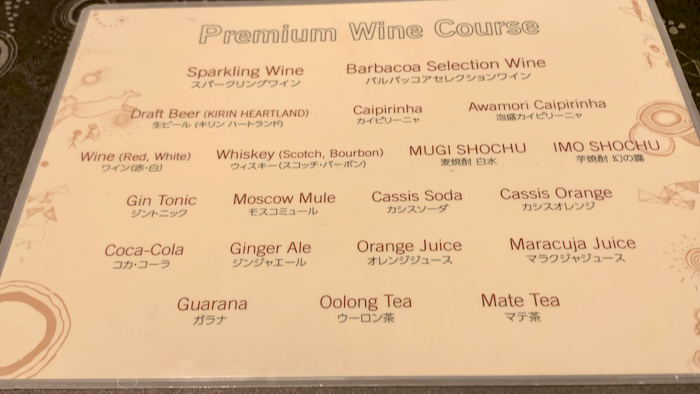 Premium Wine Course
Sparkling Wine Barbacoa Selection Wine
スパークリングワイン バルバッコアセレクションワイン
Draft Beer (KIRIN HEARTLAND) Caipirinha Awamori Caipirinha
生ビール (キリン ハートランド) カイピリーニャ 泡盛カイピリーニャ
Wine (Red, White) Whiskey (Scotch, Bourbon) MUGI SHOCHU IMO SHOCHU
ワイン(赤・白) ウィスキー(スコッチ・バーボン) 麦焼酎 白水 芋焼酎 幻の露
Gin Tonic Moscow Mule Cassis Soda Cassis Orange
ジントニック モスコミュール カシスソーダ カシスオレンジ
Coca-Cola Ginger Ale Orange Juice Maracuja Juice
コカ・コーラ ジンジャエール オレンジジュース マラクジャジュース
Guarana Oolong Tea Mate Tea
ガラナ ウーロン茶 マテ茶